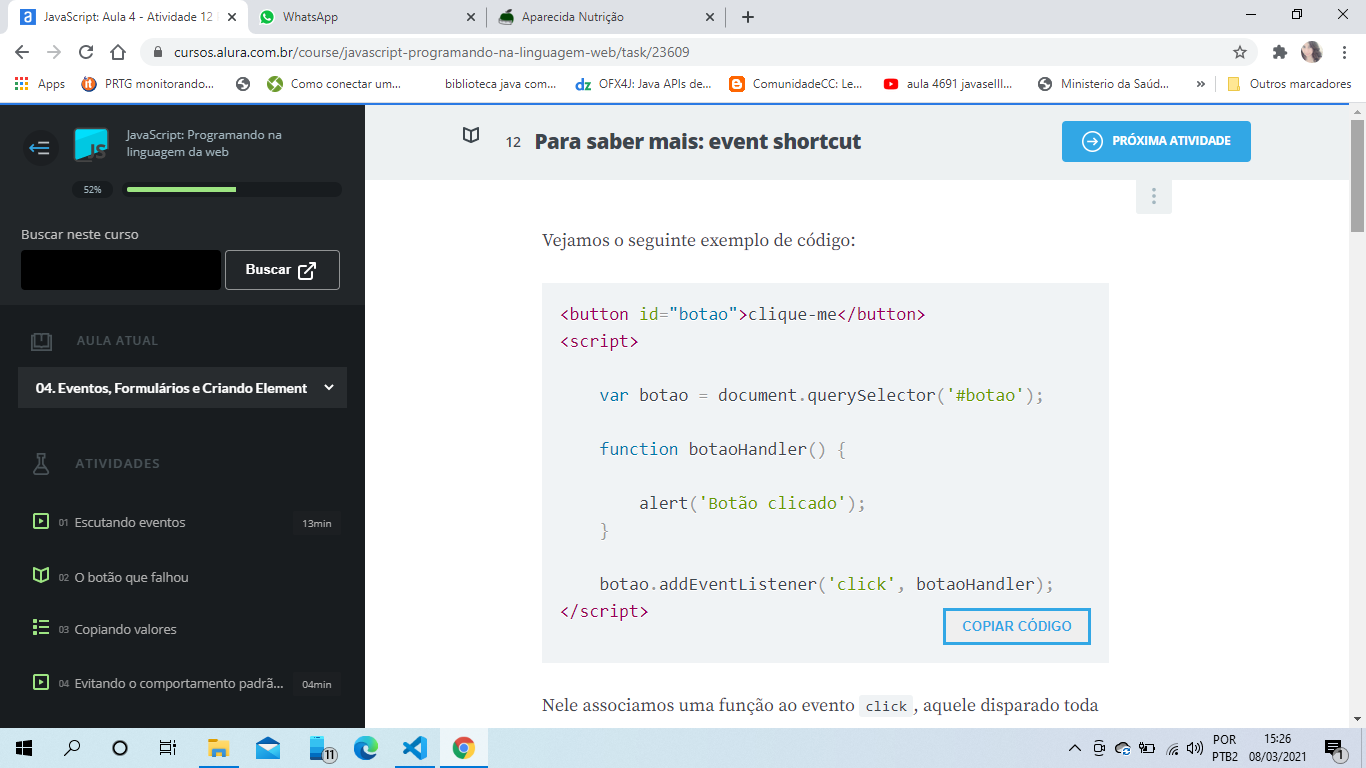 JavaScript: Aula 4 - Atividade 12
WhatsApp
Aparecida Nutrição
cursos.alura.com.br/course/javascript-programando-na-linguagem-web/task/23609
Apps
PRTG monitorando...
Como conectar um...
biblioteca java com...
OFX4J: Java APIs de...
ComunidadeCC: Le...
aula 4691 javaselll...
Ministerio da Saúd...
»
Outros marcadores
JavaScript: Programando na
linguagem da web
52%
Buscar neste curso
Buscar
AULA ATUAL
04. Eventos, Formulários e Criando Element
ATIVIDADES
01 Escutando eventos 13min
02 O botão que falhou
03 Copiando valores
04 Evitando o comportamento padrã... 04min
12 Para saber mais: event shortcut
PRÓXIMA ATIVIDADE
Vejamos o seguinte exemplo de código:
<button id="botao">clique-me</button>
<script>
var botao = document.querySelector('#botao');
function botaoHandler() {
alert('Botão clicado');
}
botao.addEventListener('click', botaoHandler);
</script>
COPIAR CÓDIGO
Nele associamos uma função ao evento click, aquele disparado toda
11
POR
PTB2
15:26
08/03/2021
1